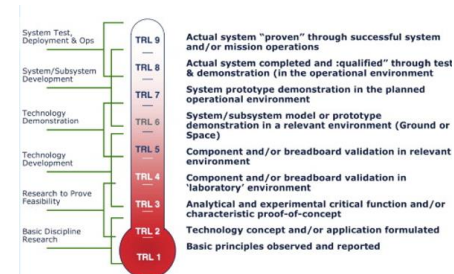 System Test,
Deployment & Ops
System/Subsystem
Development
Technology
Demonstration
Technology
Development
Research to Prove
Feasibility
Basic Discipline
Research
TRL 9
TRL 8
TRL 7
TRL 6
TRL 5
TRL 4
TRL 3
TRL 2
TRL 1
Actual system “proven” through successful system
and/or mission operations
Actual system completed and :qualified” through test
& demonstration (in the operational environment
System prototype demonstration in the planned
operational environment
System/subsystem model or prototype
demonstration in a relevant environment (Ground or
Space)
Component and/or breadboard validation in relevant
environment
Component and/or breadboard validation in
‘laboratory’ environment
Analytical and experimental critical function and/or
characteristic proof-of-concept
Technology concept and/or application formulated
Basic principles observed and reported